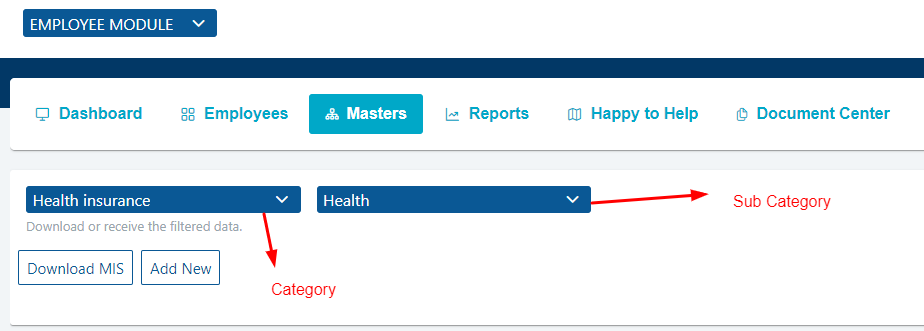 EMPLOYEE MODULE
Dashboard
Employees
Masters
Reports
Happy to Help
Document Center
Health insurance
Health
Sub Category
Download or receive the filtered data.
Download MIS
Add New
Category